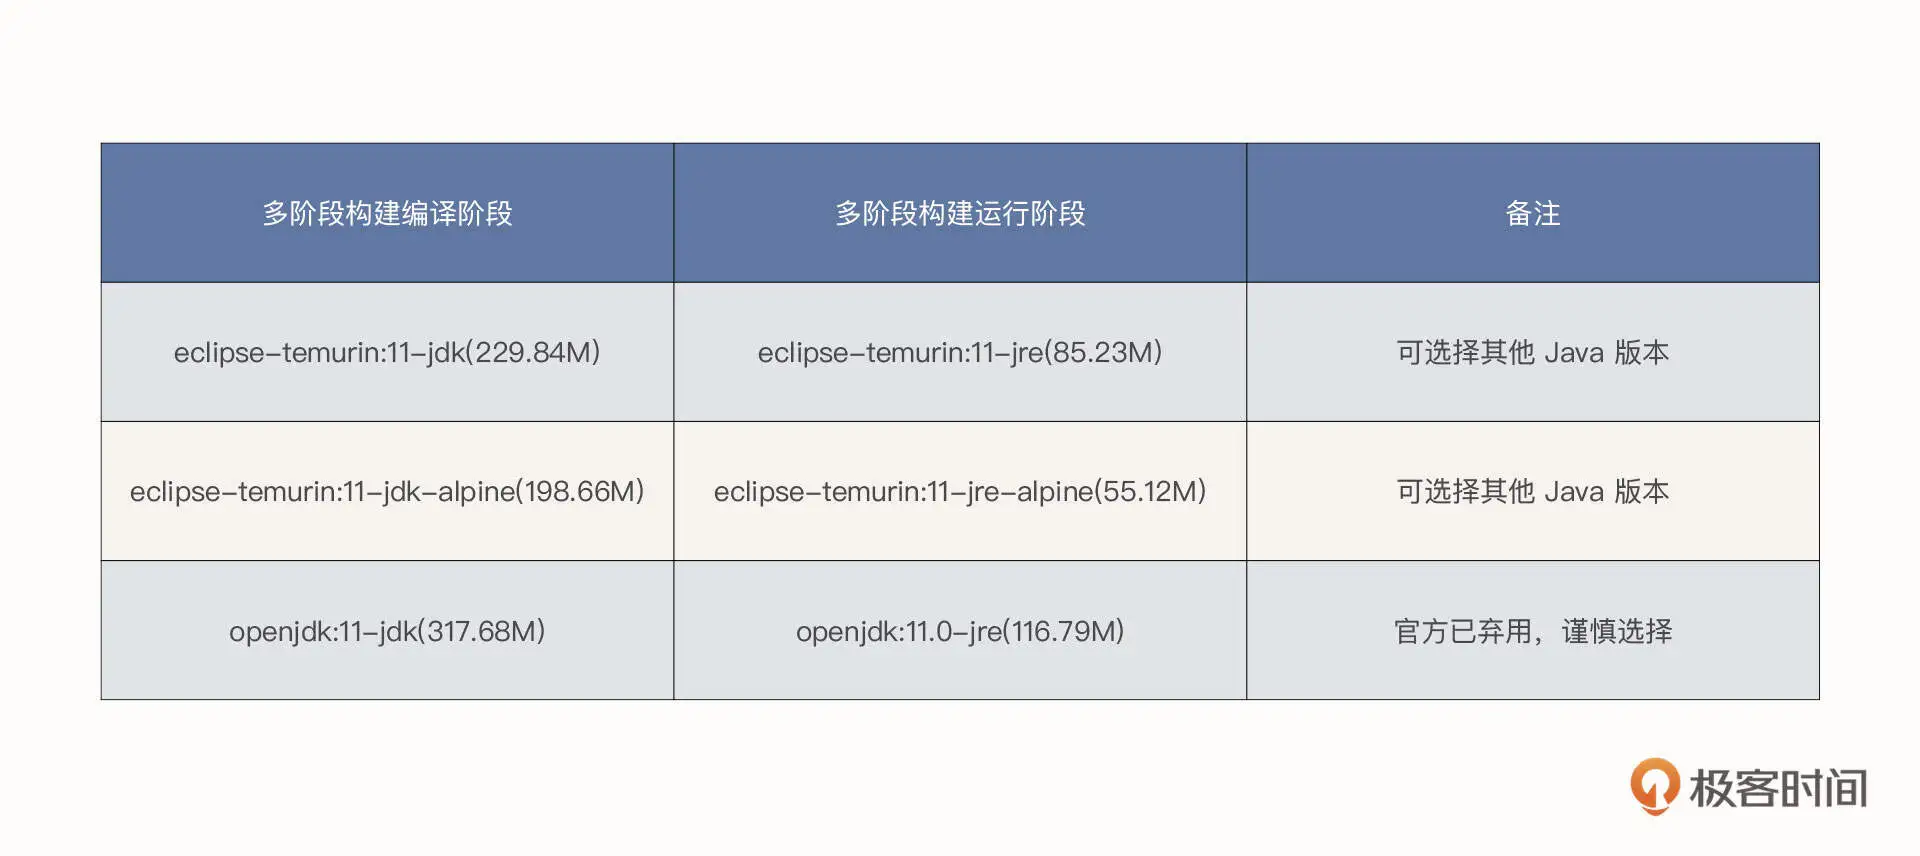 多阶段构建编译阶段
多阶段构建运行阶段
备注
eclipse-temurin:11-jdk(229.84M)
eclipse-temurin:11-jre(85.23M)
可选择其他 Java 版本
eclipse-temurin:11-jdk-alpine(198.66M)
eclipse-temurin:11-jre-alpine(55.12M)
可选择其他 Java 版本
openjdk:11-jdk(317.68M)
openjdk:11.0-jre(116.79M)
官方已弃用，谨慎选择
极客时间